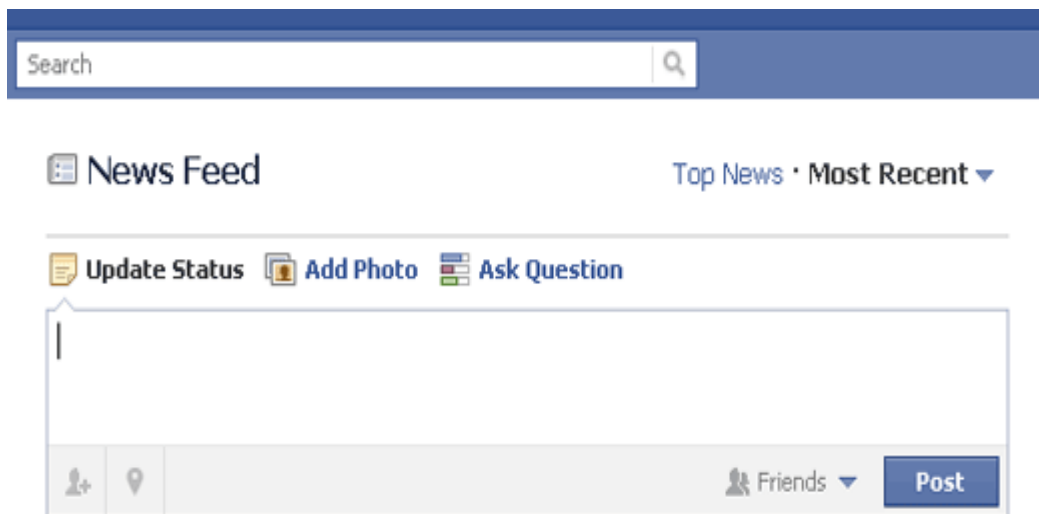 Search
News Feed
Top News · Most Recent
Update Status Add Photo Ask Question
Friends Post